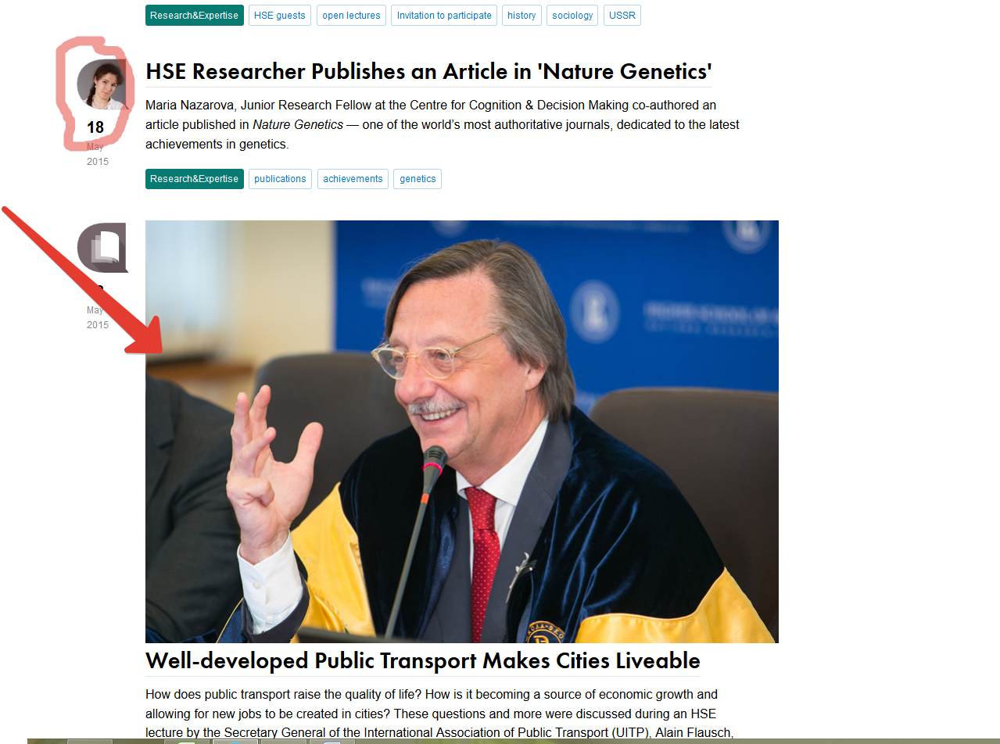 Research&Expertise HSE guests open lectures Invitation to participate history sociology USSR
HSE Researcher Publishes an Article in 'Nature Genetics'
18
May
2015
Maria Nazarova, Junior Research Fellow at the Centre for Cognition & Decision Making co-authored an
article published in Nature Genetics — one of the world’s most authoritative journals, dedicated to the latest
achievements in genetics.
Research&Expertise publications achievements genetics
May
2015
Well-developed Public Transport Makes Cities Liveable
How does public transport raise the quality of life? How is it becoming a source of economic growth and
allowing for new jobs to be created in cities? These questions and more were discussed during an HSE
lecture by the Secretary General of the International Association of Public Transport (UITP), Alain Flausch,